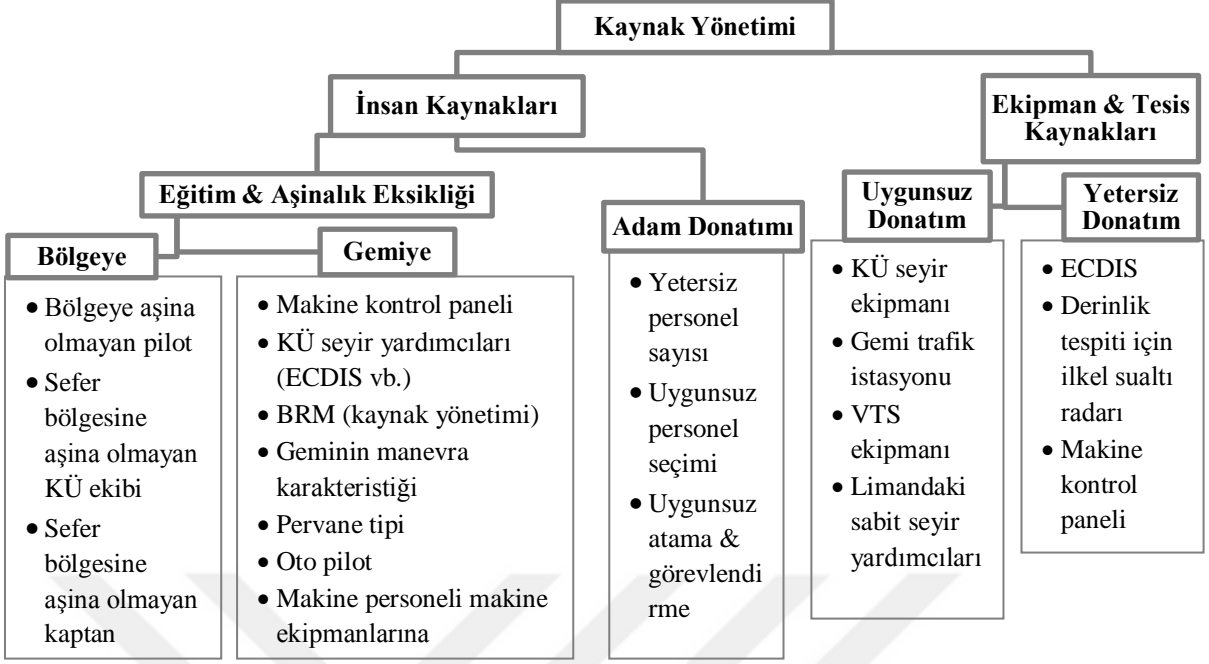 Kaynak Yönetimi
İnsan Kaynakları
Ekipman & Tesis
Kaynakları
Eğitim & Aşinalık Eksikliği
Bölgeye
• Bölgeye aşina
olmayan pilot
• Sefer
bölgesine
aşina olmayan
KÜ ekibi
• Sefer
bölgesine
aşina olmayan
kaptan
Gemiye
• Makine kontrol paneli
• KÜ seyir yardımcıları
(ECDIS vb.)
• BRM (kaynak yönetimi)
• Geminin manevra
karakteristiği
• Pervane tipi
• Oto pilot
• Makine personeli makine
ekipmanlarına
Adam Donatımı
• Yetersiz
personel
sayısı
• Uygunsuz
personel
seçimi
• Uygunsuz
atama &
görevlendi
rme
Uygunsuz
Donatım
• KÜ seyir
ekipmanı
• Gemi trafik
istasyonu
• VTS
ekipmanı
• Limandaki
sabit seyir
yardımcıları
Yetersiz
Donatım
• ECDIS
• Derinlik
tespiti için
ilkel sualtı
radarı
• Makine
kontrol
paneli